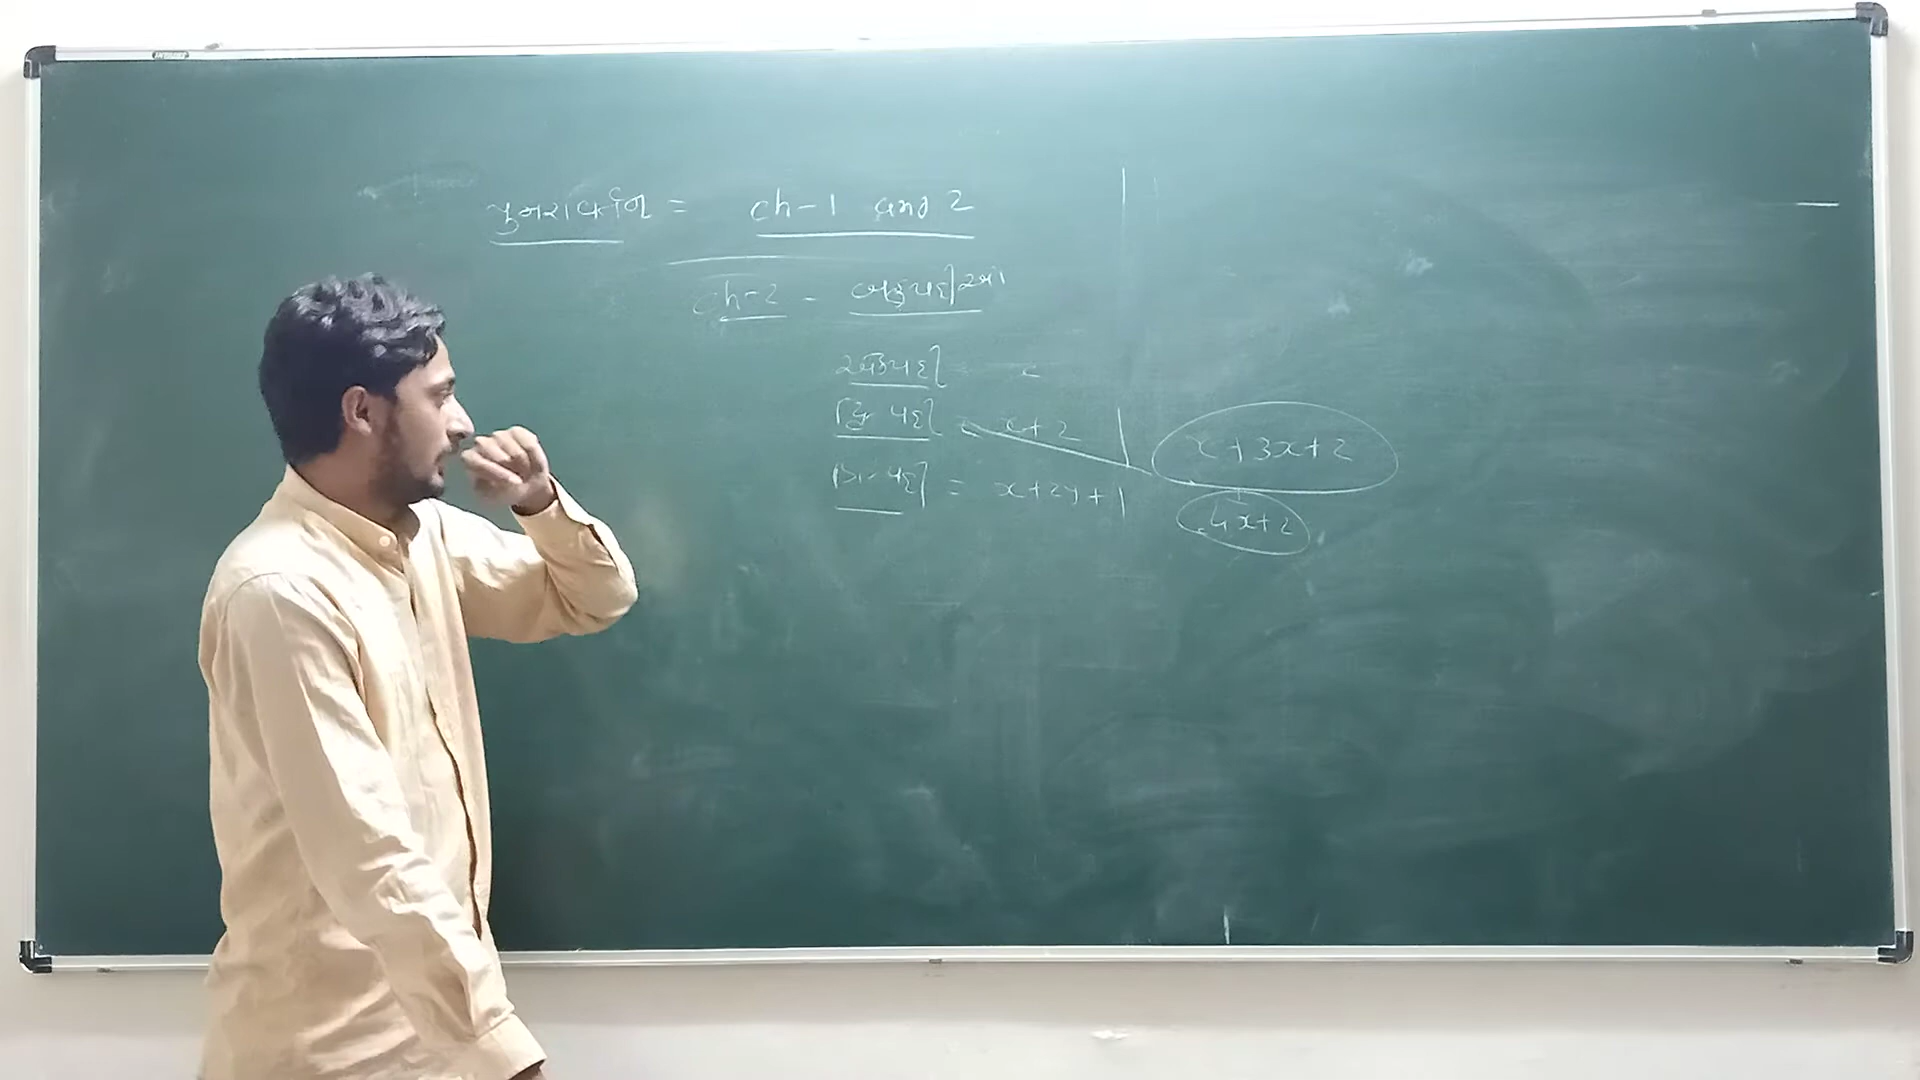 પુનરાવર્તન = ch-1 અને 2
ch-2 - બહુપદીઓ
એકપદી =
દ્વિપદી = x+2
ત્રિ-પદી = x+2y+1
x+3x+2
4x+2